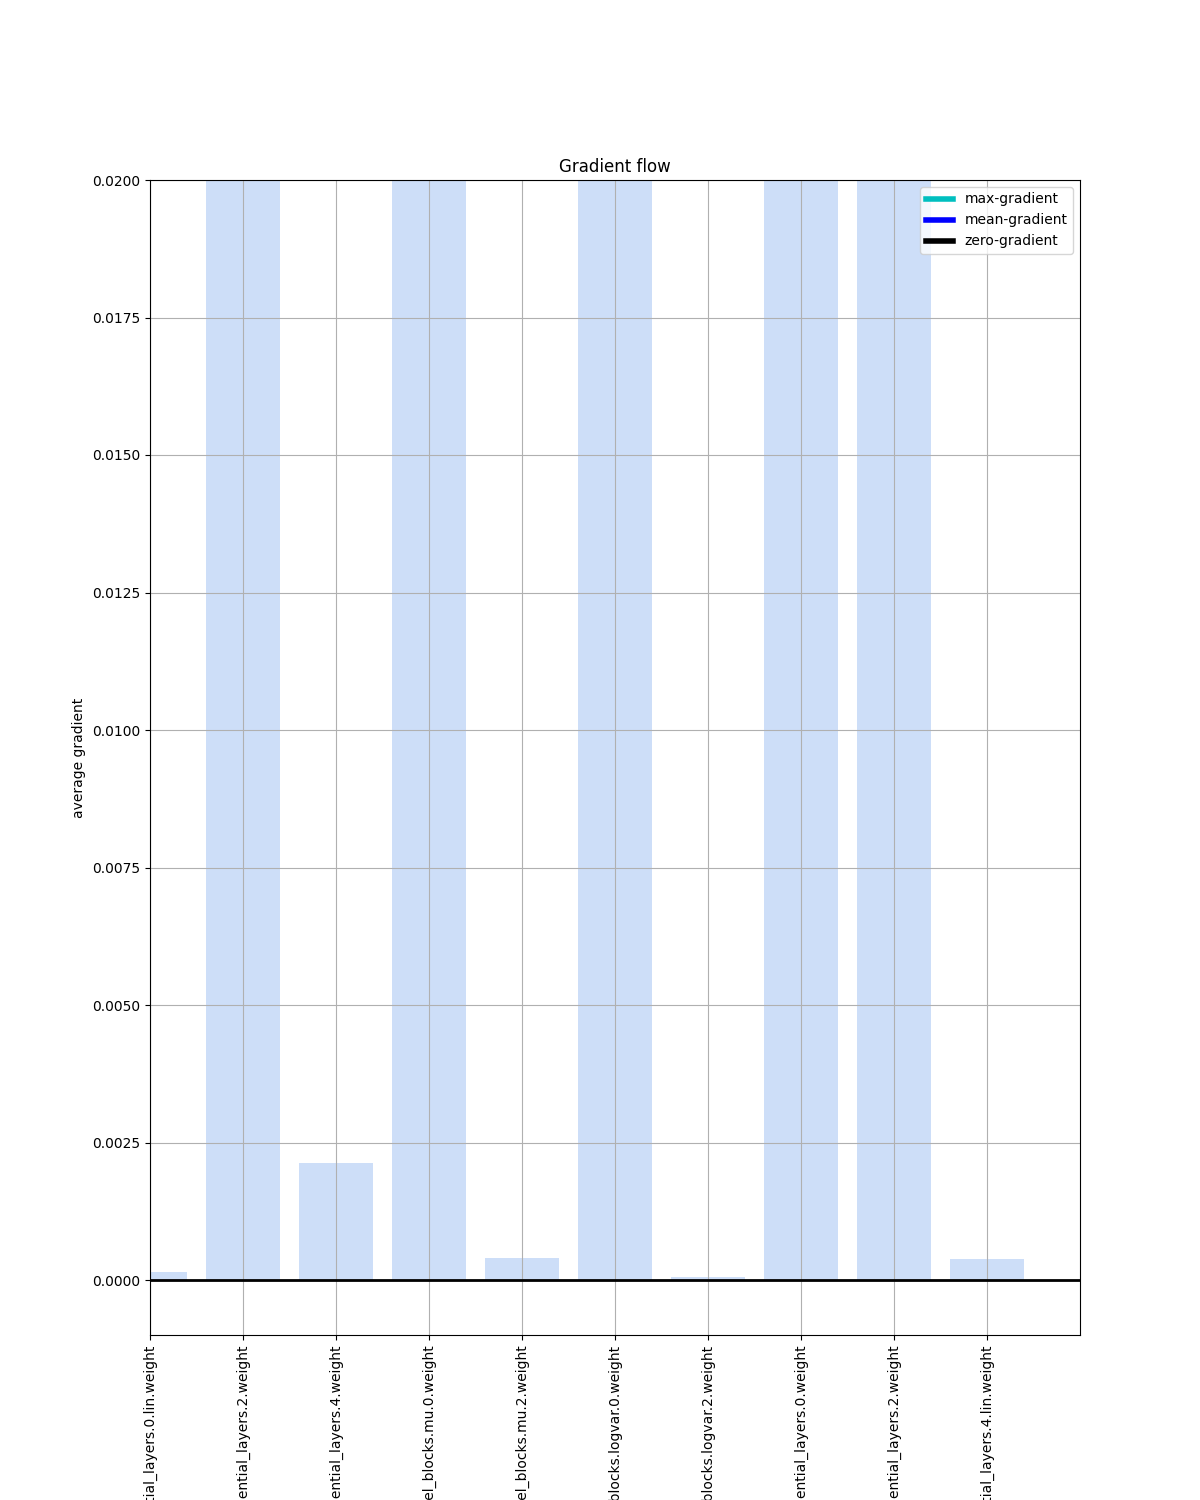 Gradient flow
max-gradient
mean-gradient
zero-gradient
0.0200
0.0175
0.0150
0.0125
0.0100
0.0075
0.0050
0.0025
0.0000
average gradient
tial_layers.0.lin.weight
ential_layers.2.weight
ential_layers.4.weight
el_blocks.mu.0.weight
el_blocks.mu.2.weight
blocks.logvar.0.weight
blocks.logvar.2.weight
ential_layers.0.weight
ential_layers.2.weight
tial_layers.4.lin.weight